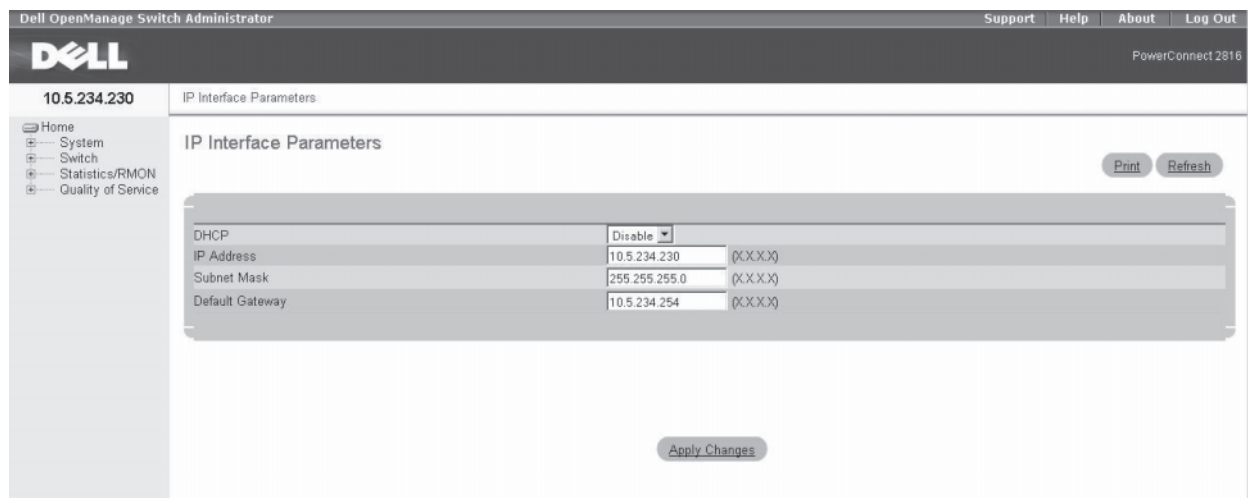 Dell OpenManage Switch Administrator Support Help About Log Out
DELL
PowerConnect 2816
10.5.234.230 IP Interface Parameters
Home
System
Switch
Statistics/RMON
Quality of Service
IP Interface Parameters
Print Refresh
DHCP Disable
IP Address 10.5.234.230 (X.X.X.X)
Subnet Mask 255.255.255.0 (X.X.X.X)
Default Gateway 10.5.234.254 (X.X.X.X)
Apply Changes